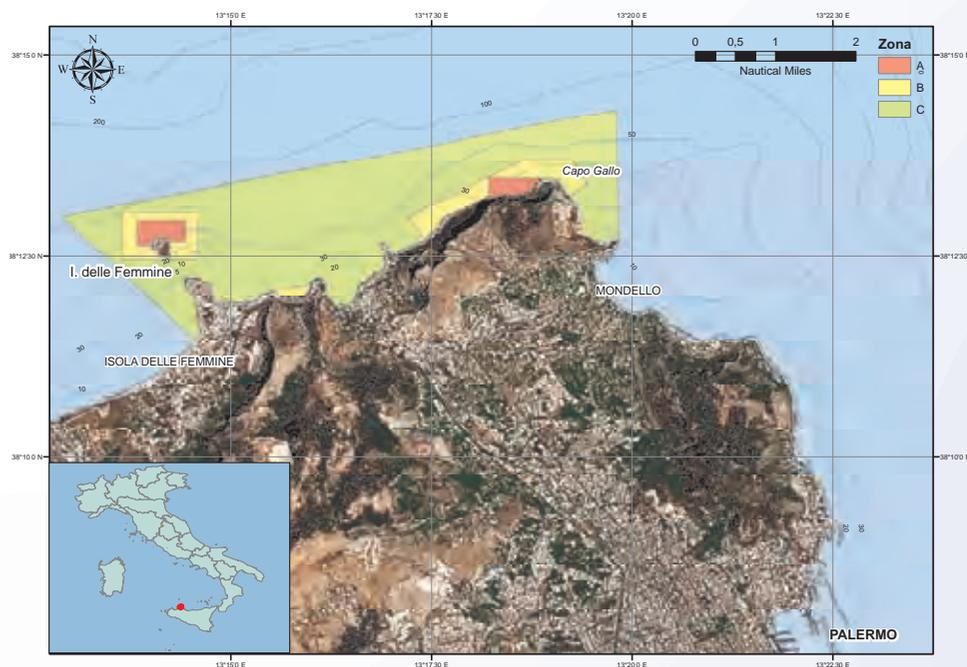 13°15'0 E
13°17'30 E
13°20'0 E
13°22'30 E
N
W
E
S
0
0,5
1
2
Nautical Miles
Zona
A
B
C
38°15'0 N
38°15'0
200
100
50
Capo Gallo
30
38°12'30 N
38°12'30
I. delle Femmine
20
10
5
30
20
10
MONDELLO
20
30
10
ISOLA DELLE FEMMINE
38°10'0 N
38°10'0
20
30
PALERMO
13°15'0 E
13°17'30 E
13°20'0 E
13°22'30 E